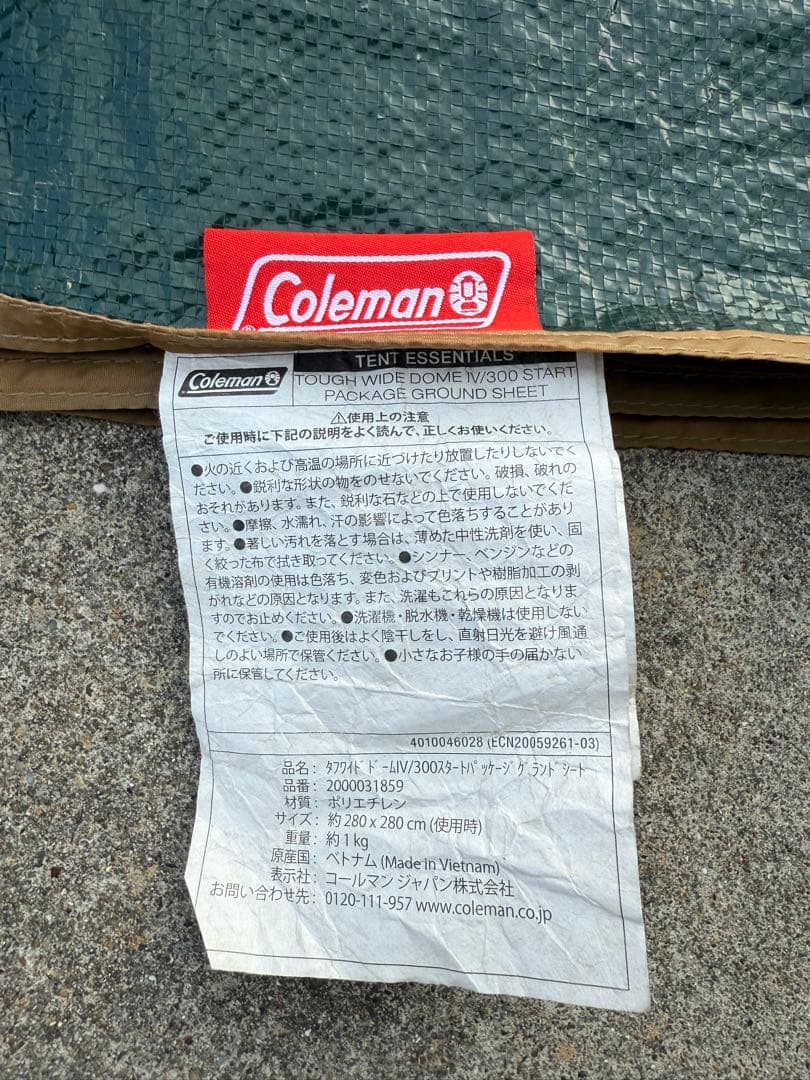 Coleman
TENT ESSENTIALS
Coleman
TOUGH WIDE DOME IV/300 START
PACKAGE GROUND SHEET
⚠使用上の注意
ご使用時に下記の説明をよく読んで、正しくお使いください。
●火の近くおよび高温の場所に近づけたり放置したりしないでく
ださい。●鋭利な形状の物をのせないでください。破損、破れの
おそれがあります。また、鋭利な石などの上で使用しないでくだ
さい。●摩擦、水濡れ、汗の影響によって色落ちすることがあり
ます。●著しい汚れを落とす場合は、薄めた中性洗剤を使い、固
く絞った布で拭き取ってください。●シンナー、ベンジンなどの
有機溶剤の使用は色落ち、変色およびプリントや樹脂加工の剥
がれなどの原因となります。また、洗濯もこれらの原因となりま
すのでお止めください。●洗濯機・脱水機・乾燥機は使用しない
でください。●ご使用後はよく陰干しをし、直射日光を避け風通
しのよい場所で保管ください。●小さなお子様の手の届かない
所に保管してください。
4010046028 (ECN20059261-03)
品名： タフワイドドームIV/300スタートパッケージグランドシート
品番： 2000031859
材質： ポリエチレン
サイズ： 約 280 x 280 cm (使用時)
重量： 約 1 kg
原産国： ベトナム (Made in Vietnam)
表示社： コールマン ジャパン株式会社
お問い合わせ先： 0120-111-957 www.coleman.co.jp